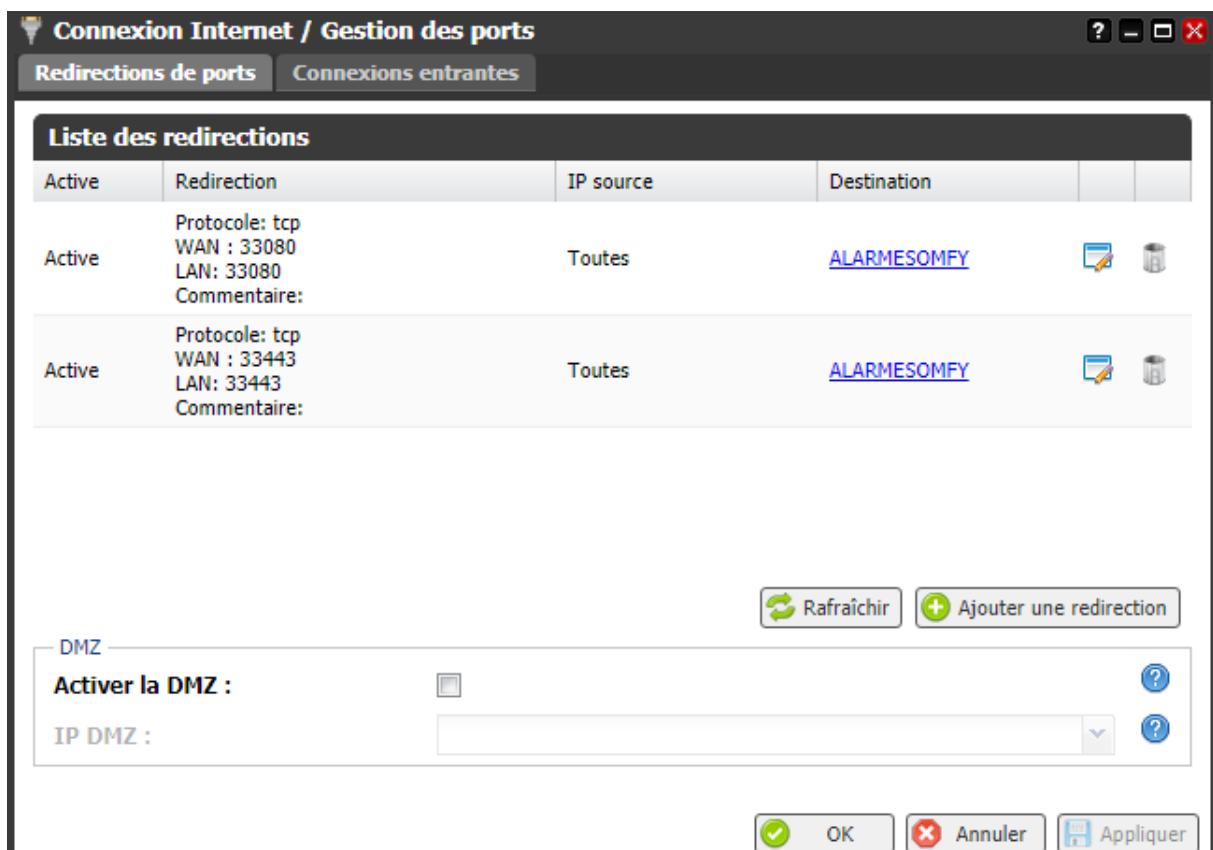 Connexion Internet / Gestion des ports
Redirections de ports Connexions entrantes
Liste des redirections
Active Redirection IP source Destination
Active
Protocole: tcp
WAN : 33080
LAN: 33080
Commentaire:
Toutes
ALARMESOMFY
Active
Protocole: tcp
WAN : 33443
LAN: 33443
Commentaire:
Toutes
ALARMESOMFY
Rafraîchir Ajouter une redirection
DMZ
Activer la DMZ :
IP DMZ :
OK Annuler Appliquer